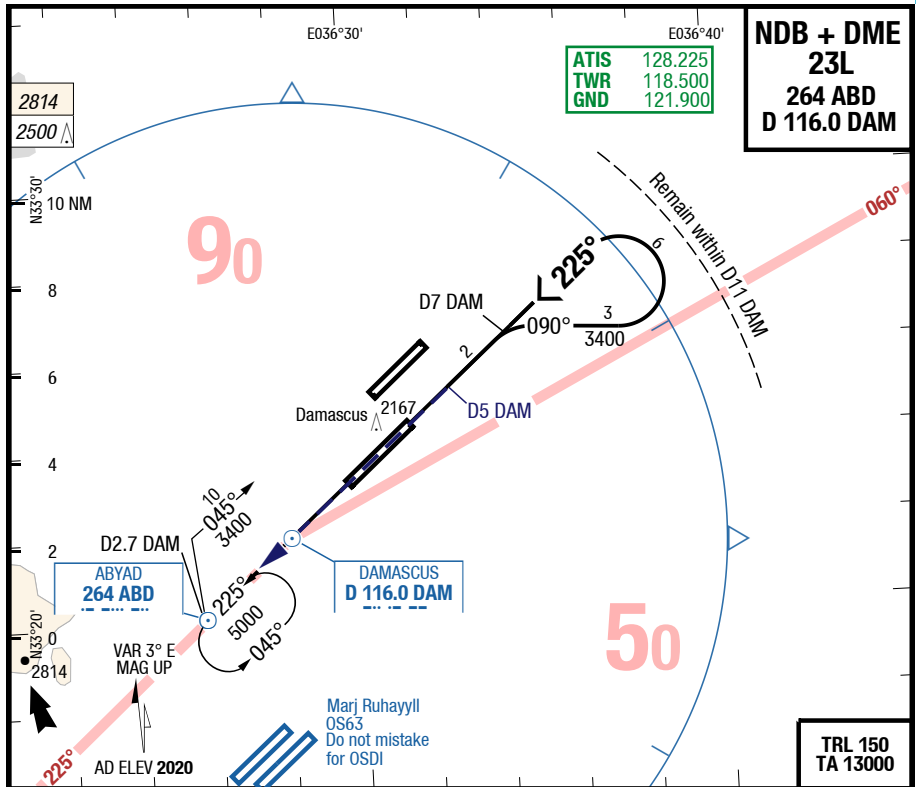 E036°30'
E036°40'
NDB + DME
23L
264 ABD
D 116.0 DAM
ATIS 128.225
TWR 118.500
GND 121.900
2814
2500
N33°30'
10 NM
8
6
4
2
0
90
Remain within D11 DAM
060°
225°
6
D7 DAM
090°
3
3400
2
Damascus
2167
D5 DAM
10
045°
3400
D2.7 DAM
ABYAD
264 ABD
DAMASCUS
D 116.0 DAM
225°
5000
045°
50
N33°20'
2814
VAR 3° E
MAG UP
225°
AD ELEV 2020
Marj Ruhayyll
OS63
Do not mistake
for OSDI
TRL 150
TA 13000